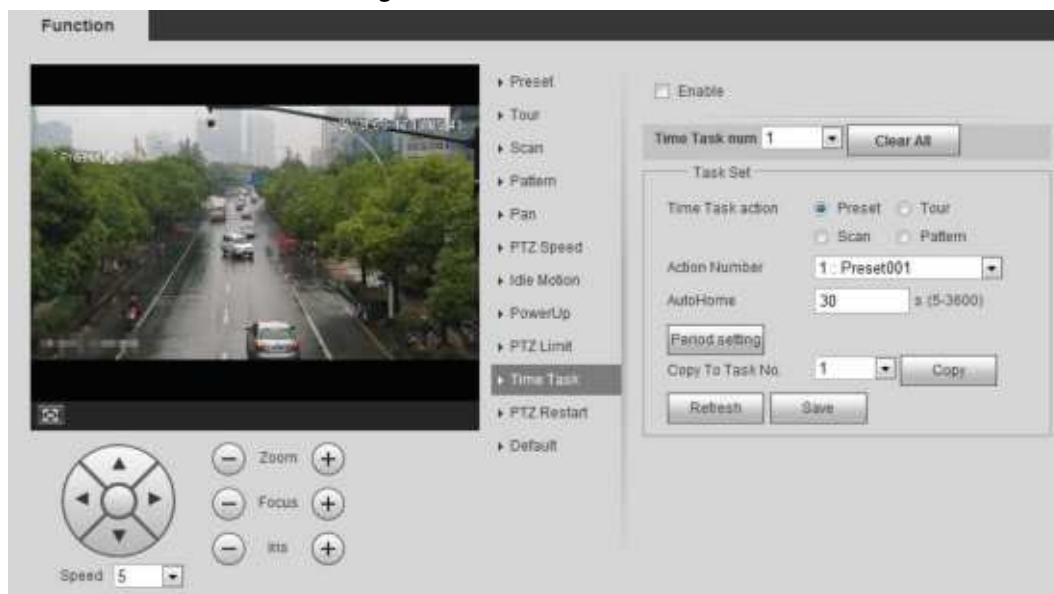 Function
Preset
Tour
Scan
Pattern
Pan
PTZ Speed
Idle Motion
PowerUp
PTZ Limit
Time Task
PTZ Restart
Default
Enable
Time Task num 1 Clear All
Task Set
Time Task action Preset Tour
Scan Pattern
Action Number 1 : Preset001
AutoHome 30 s (5-3600)
Period setting
Copy To Task No. 1 Copy
Refresh Save
Zoom
Focus
Iris
Speed 5